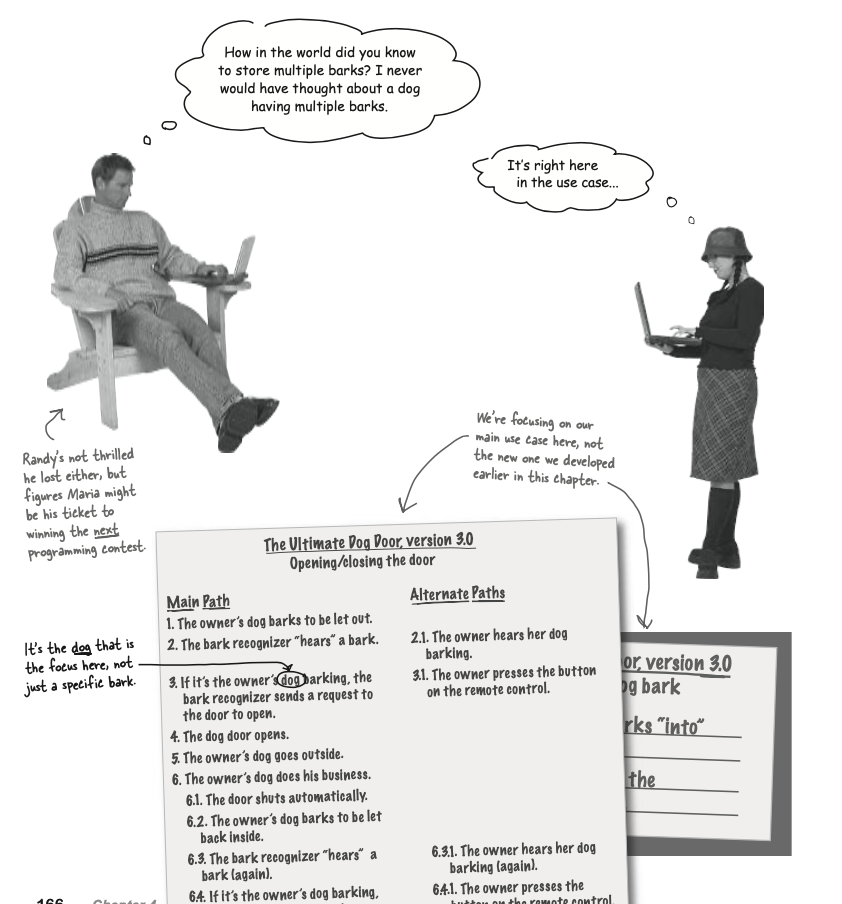 How in the world did you know
to store multiple barks? I never
would have thought about a dog
having multiple barks.
It's right here
in the use case...
We're focusing on our
main use case here, not
the new one we developed
earlier in this chapter.
Randy's not thrilled
he lost either, but
figures Maria might
be his ticket to
winning the next
programming contest.
The Ultimate Dog Door, version 3.0
Opening/closing the door
Main Path
1. The owner's dog barks to be let out.
2. The bark recognizer "hears" a bark.
3. If it's the owner's dog barking, the
bark recognizer sends a request to
the door to open.
4. The dog door opens.
5. The owner's dog goes outside.
6. The owner's dog does his business.
6.1. The door shuts automatically.
6.2. The owner's dog barks to be let
back inside.
6.3. The bark recognizer "hears" a
bark (again).
6.4. If it's the owner's dog barking,
Alternate Paths
2.1. The owner hears her dog
barking.
3.1. The owner presses the button
on the remote control.
6.3.1. The owner hears her dog
barking (again).
6.4.1. The owner presses the
button on the remote control.
It's the dog that is
the focus here, not
just a specific bark.
or, version 3.0
og bark
rks "into"
the
166
Chapter 4